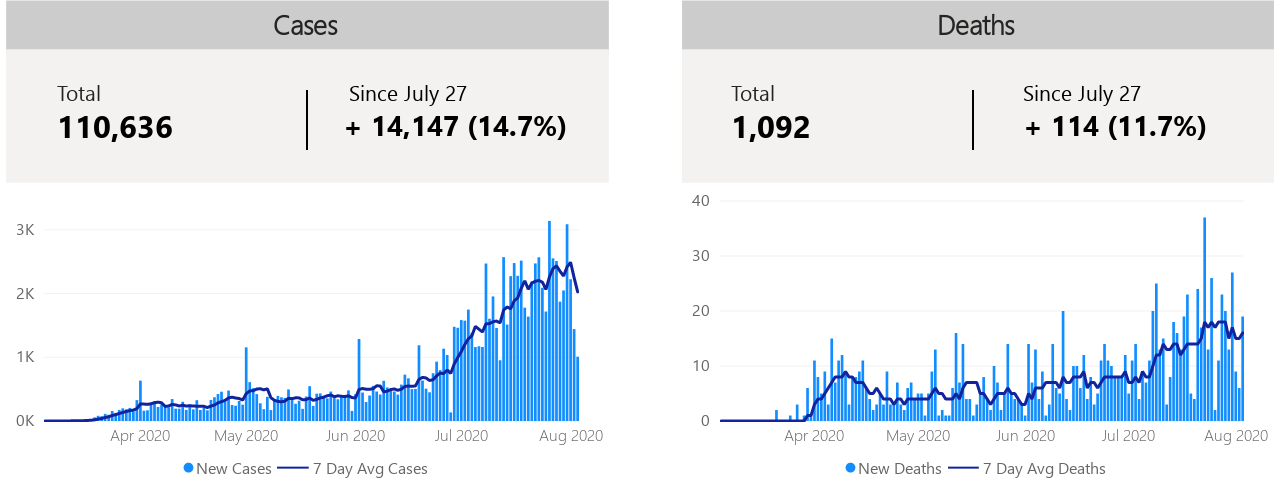 Cases
Total
110,636
Since July 27
+ 14,147 (14.7%)
3K
2K
1K
0K
Apr 2020 May 2020 Jun 2020 Jul 2020 Aug 2020
New Cases 7 Day Avg Cases
Deaths
Total
1,092
Since July 27
+ 114 (11.7%)
40
30
20
10
0
Apr 2020 May 2020 Jun 2020 Jul 2020 Aug 2020
New Deaths 7 Day Avg Deaths